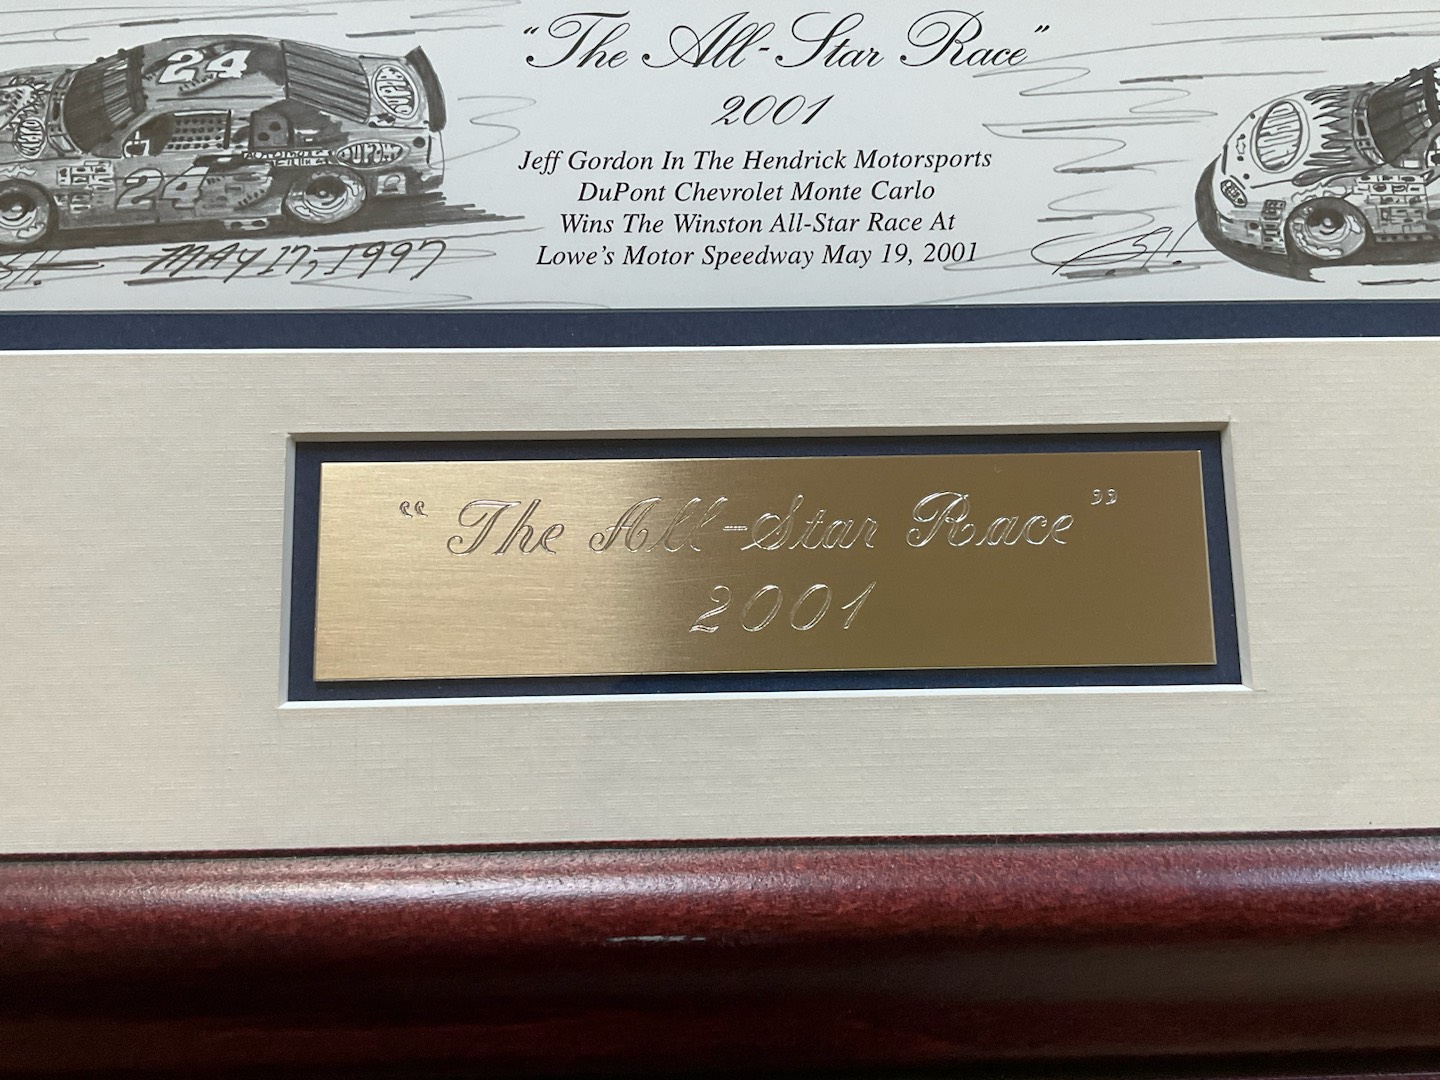 "The All-Star Race"
2001
Jeff Gordon In The Hendrick Motorsports
DuPont Chevrolet Monte Carlo
Wins The Winston All-Star Race At
Lowe's Motor Speedway May 19, 2001
24
DUPONT
24
MAY 17, 1997
"The All-Star Race"
2001